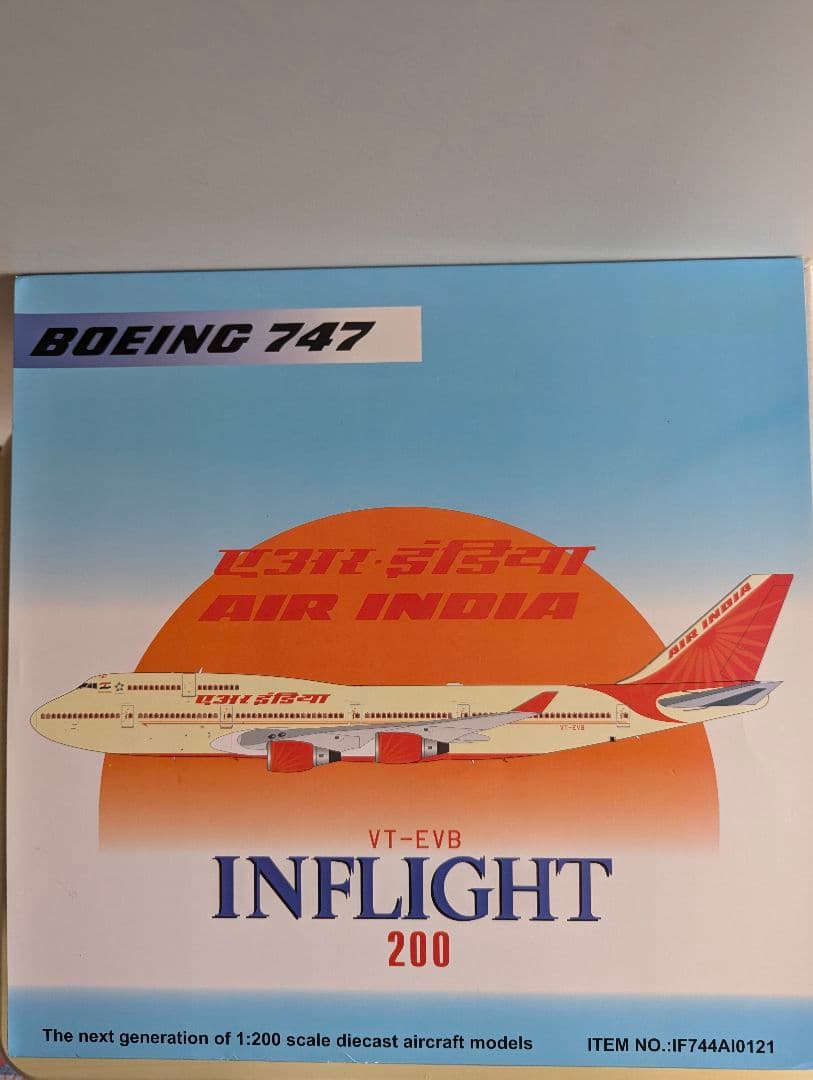 BOEING 747
एअर-इंडिया
AIR INDIA
AIR INDIA
एअर इंडिया
VT-EVB
VT-EVB
INFLIGHT
200
The next generation of 1:200 scale diecast aircraft models
ITEM NO.:IF744AI0121